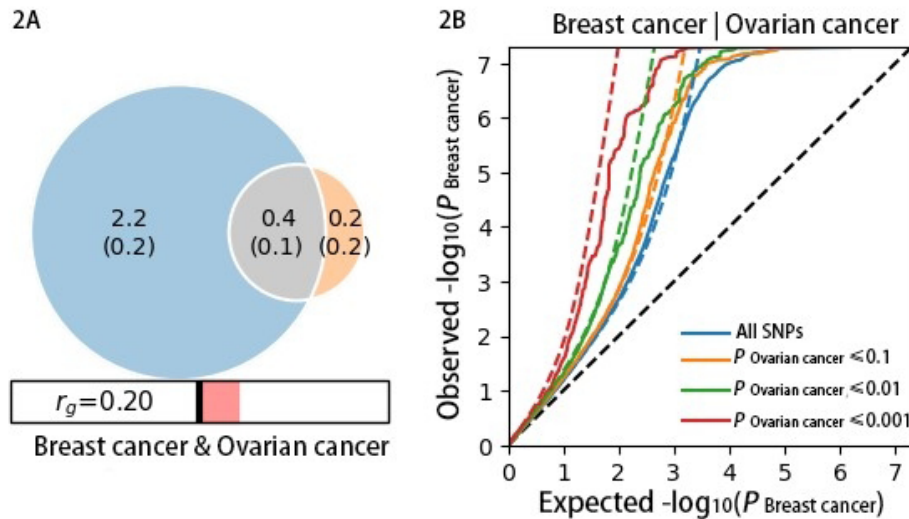 2A
2.2
(0.2)
0.4
(0.1)
0.2
(0.2)
r_g=0.20
Breast cancer & Ovarian cancer
2B
Breast cancer | Ovarian cancer
Observed -log₁₀(P Breast cancer)
7
6
5
4
3
2
1
0
All SNPs
P Ovarian cancer ≤0.1
P Ovarian cancer ≤0.01
P Ovarian cancer ≤0.001
0 1 2 3 4 5 6 7
Expected -log₁₀(P Breast cancer)